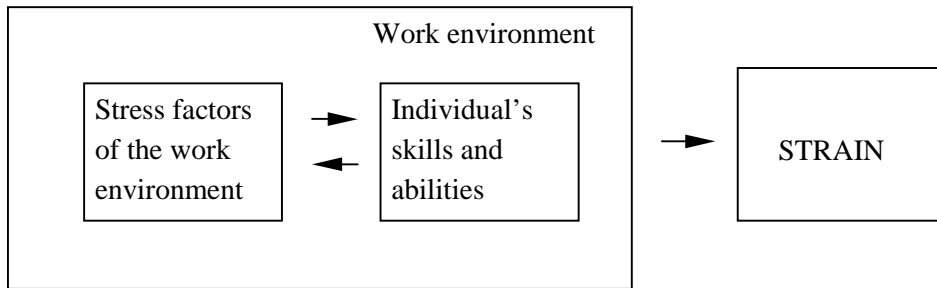 Work environment
Stress factors
of the work
environment
Individual’s
skills and
abilities
STRAIN